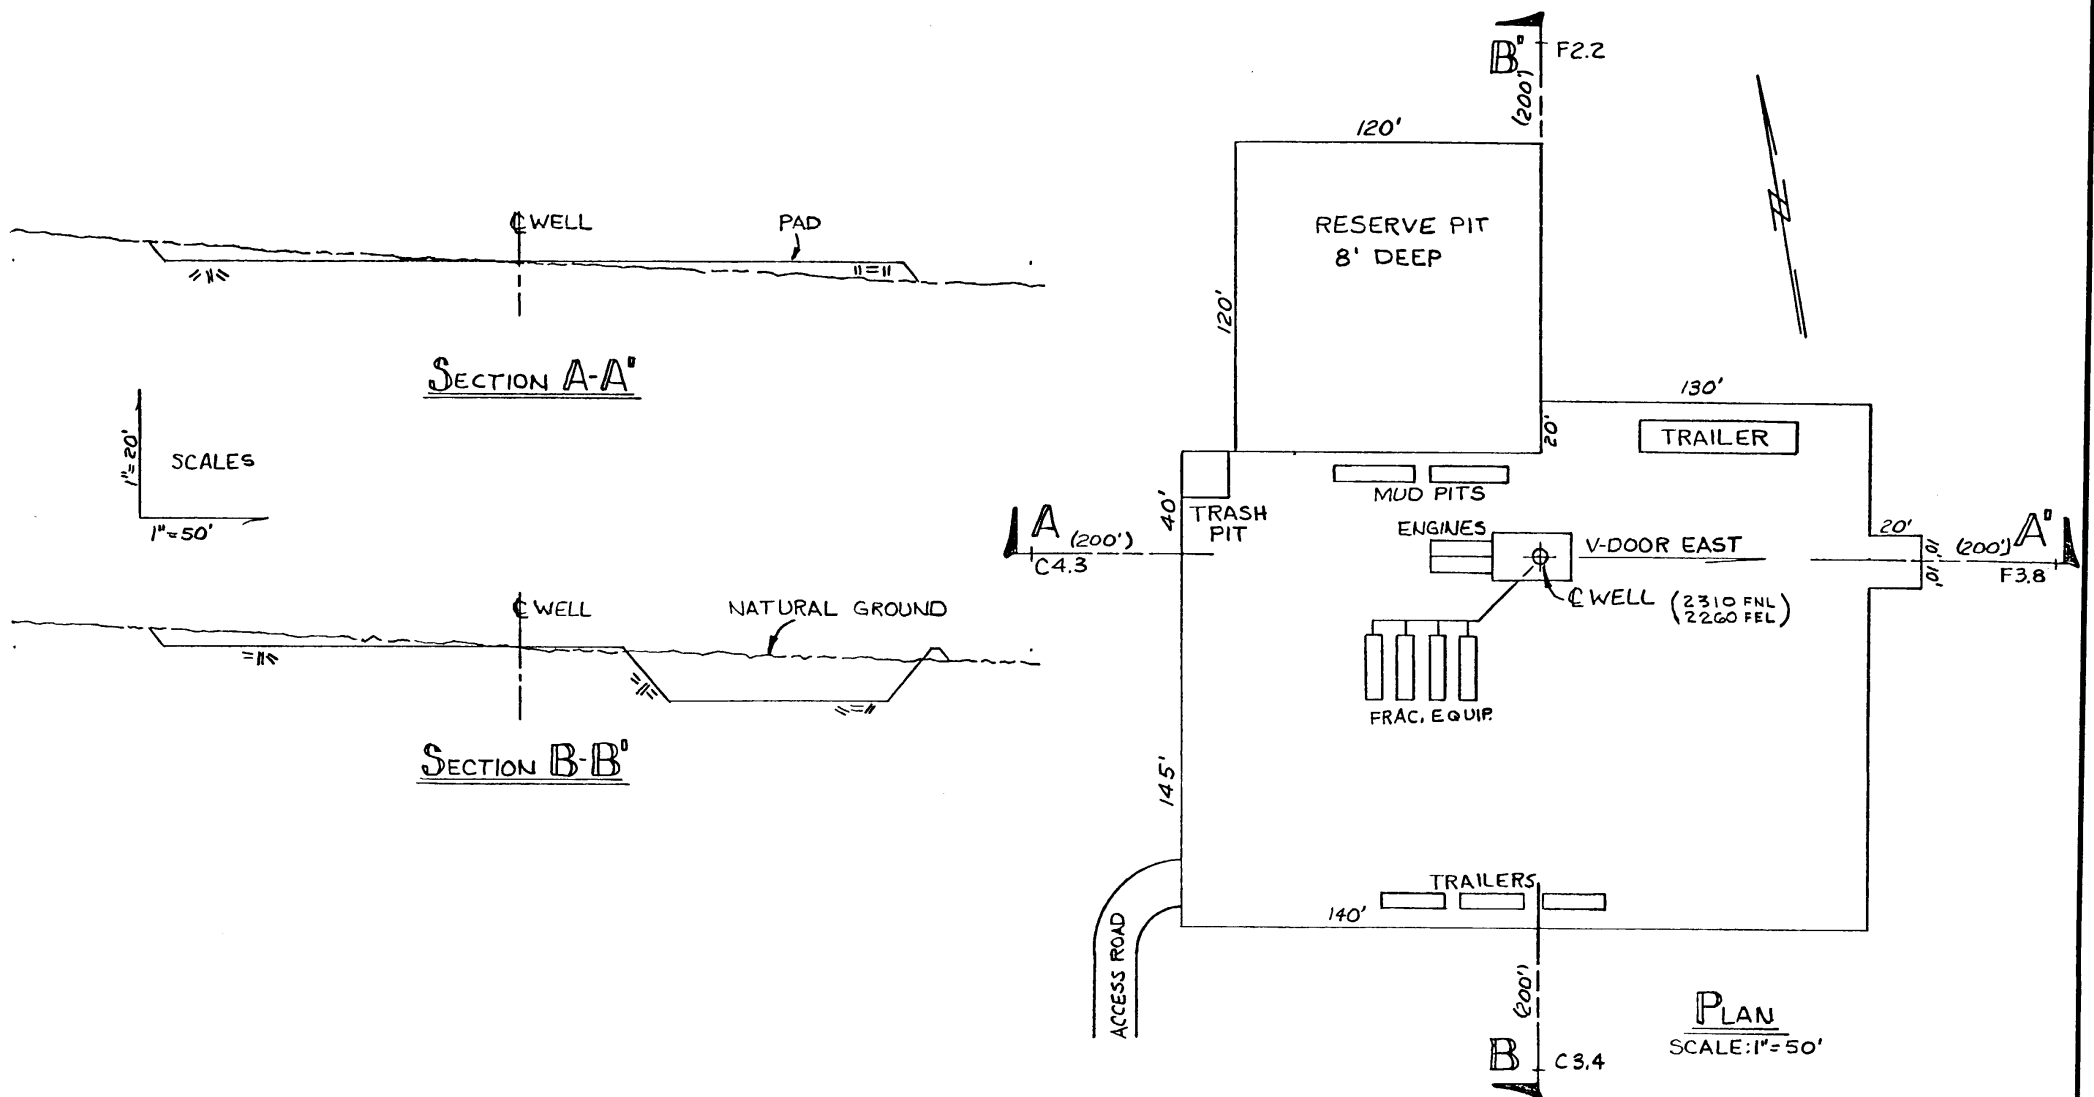 ℄ WELL
PAD
SECTION A-A'
1"=20'
SCALES
1"=50'
℄ WELL
NATURAL GROUND
SECTION B-B'
B'
F2.2
(200')
120'
RESERVE PIT
8' DEEP
120'
N
130'
20'
TRAILER
MUD PITS
40'
TRASH
PIT
A
(200')
C4.3
ENGINES
V-DOOR EAST
20'
10'
10'
(200')
A'
F3.8
℄ WELL (2310 FNL
2260 FEL)
FRAC. EQUIP.
145'
TRAILERS
140'
ACCESS ROAD
(200')
B
C3.4
PLAN
SCALE: 1"=50'